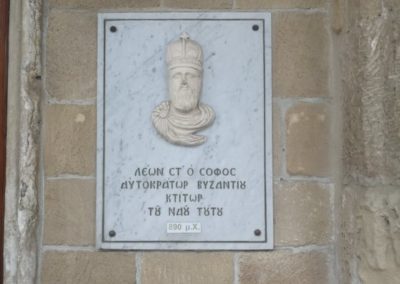 ΛΕΩΝ ΣΤ' Ο ΣΟΦΟΣ
ΑΥΤΟΚΡΑΤΩΡ ΒΥΖΑΝΤΙΟΥ
ΚΤΙΤΩΡ
ΤΟΥ ΝΑΟΥ ΤΟΥΤΟΥ
890 μ.Χ.